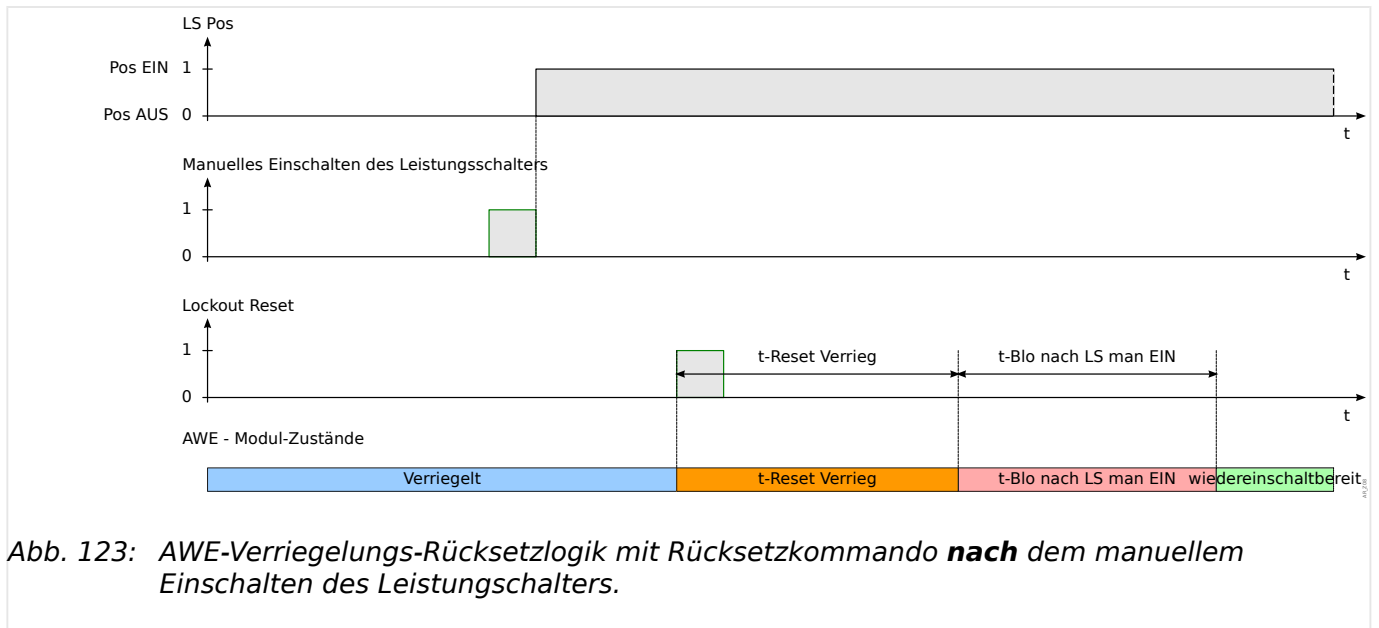 LS Pos
Pos EIN 1
Pos AUS 0
t
Manuelles Einschalten des Leistungsschalters
1
0
t
Lockout Reset
1 t-Reset Verrieg t-Blo nach LS man EIN
0
t
AWE - Modul-Zustände
Verriegelt t-Reset Verrieg t-Blo nach LS man EIN wiedereinschaltbereit
Abb. 123: AWE-Verriegelungs-Rücksetzlogik mit Rücksetzkommando nach dem manuellem
Einschalten des Leistungschalters.